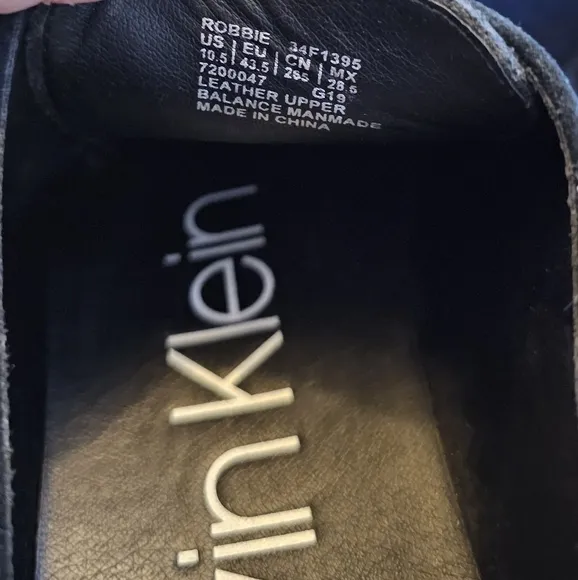 ROBBIE 34F1395
US | EU | CN | MX
10.5 | 43.5 | 285 | 28.5
7200047 G19
LEATHER UPPER
BALANCE MANMADE
MADE IN CHINA
vin Klein